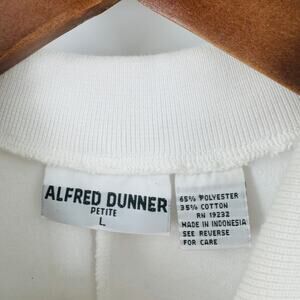 ALFRED DUNNER
PETITE
L
65% POLYESTER
35% COTTON
RN 19232
MADE IN INDONESIA
SEE REVERSE
FOR CARE